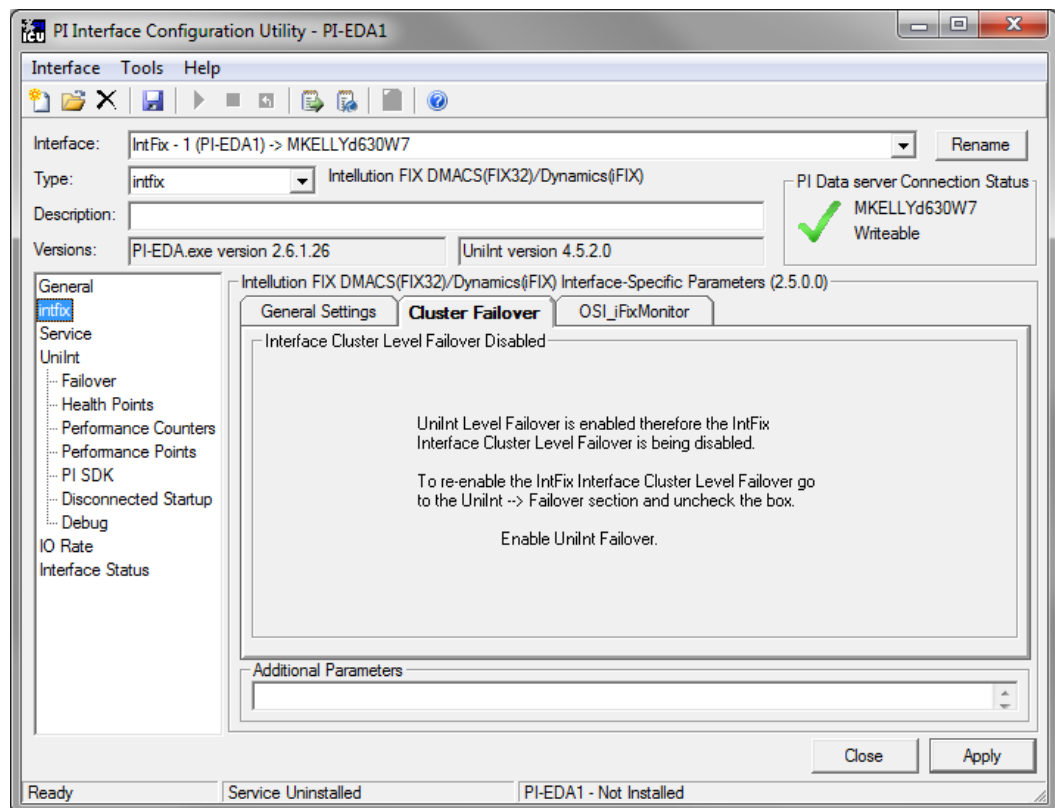 PI Interface Configuration Utility - PI-EDA1
Interface Tools Help
Interface: IntFix - 1 (PI-EDA1) -> MKELLYd630W7 Rename
Type: intfix Intellution FIX DMACS(FIX32)/Dynamics(iFIX)
PI Data server Connection Status
MKELLYd630W7
Writeable
Description:
Versions: PI-EDA.exe version 2.6.1.26 UniInt version 4.5.2.0
General
intfix
Service
UniInt
Failover
Health Points
Performance Counters
Performance Points
PI SDK
Disconnected Startup
Debug
IO Rate
Interface Status
Intellution FIX DMACS(FIX32)/Dynamics(iFIX) Interface-Specific Parameters (2.5.0.0)
General Settings Cluster Failover OSI_iFixMonitor
Interface Cluster Level Failover Disabled
UniInt Level Failover is enabled therefore the IntFix
Interface Cluster Level Failover is being disabled.
To re-enable the IntFix Interface Cluster Level Failover go
to the UniInt --> Failover section and uncheck the box.
Enable UniInt Failover.
Additional Parameters
Close Apply
Ready Service Uninstalled PI-EDA1 - Not Installed